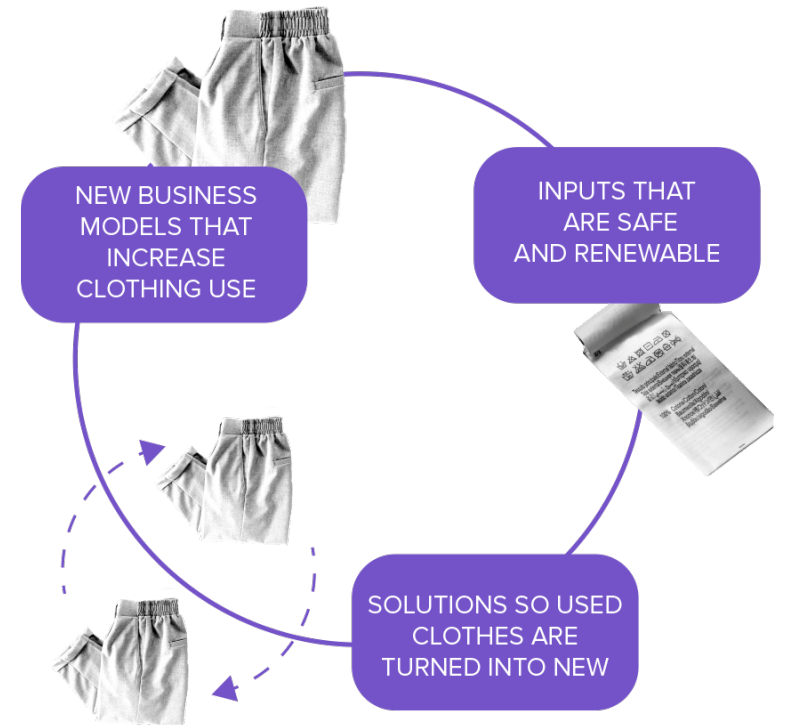 NEW BUSINESS
MODELS THAT
INCREASE
CLOTHING USE
INPUTS THAT
ARE SAFE
AND RENEWABLE
SOLUTIONS SO USED
CLOTHES ARE
TURNED INTO NEW